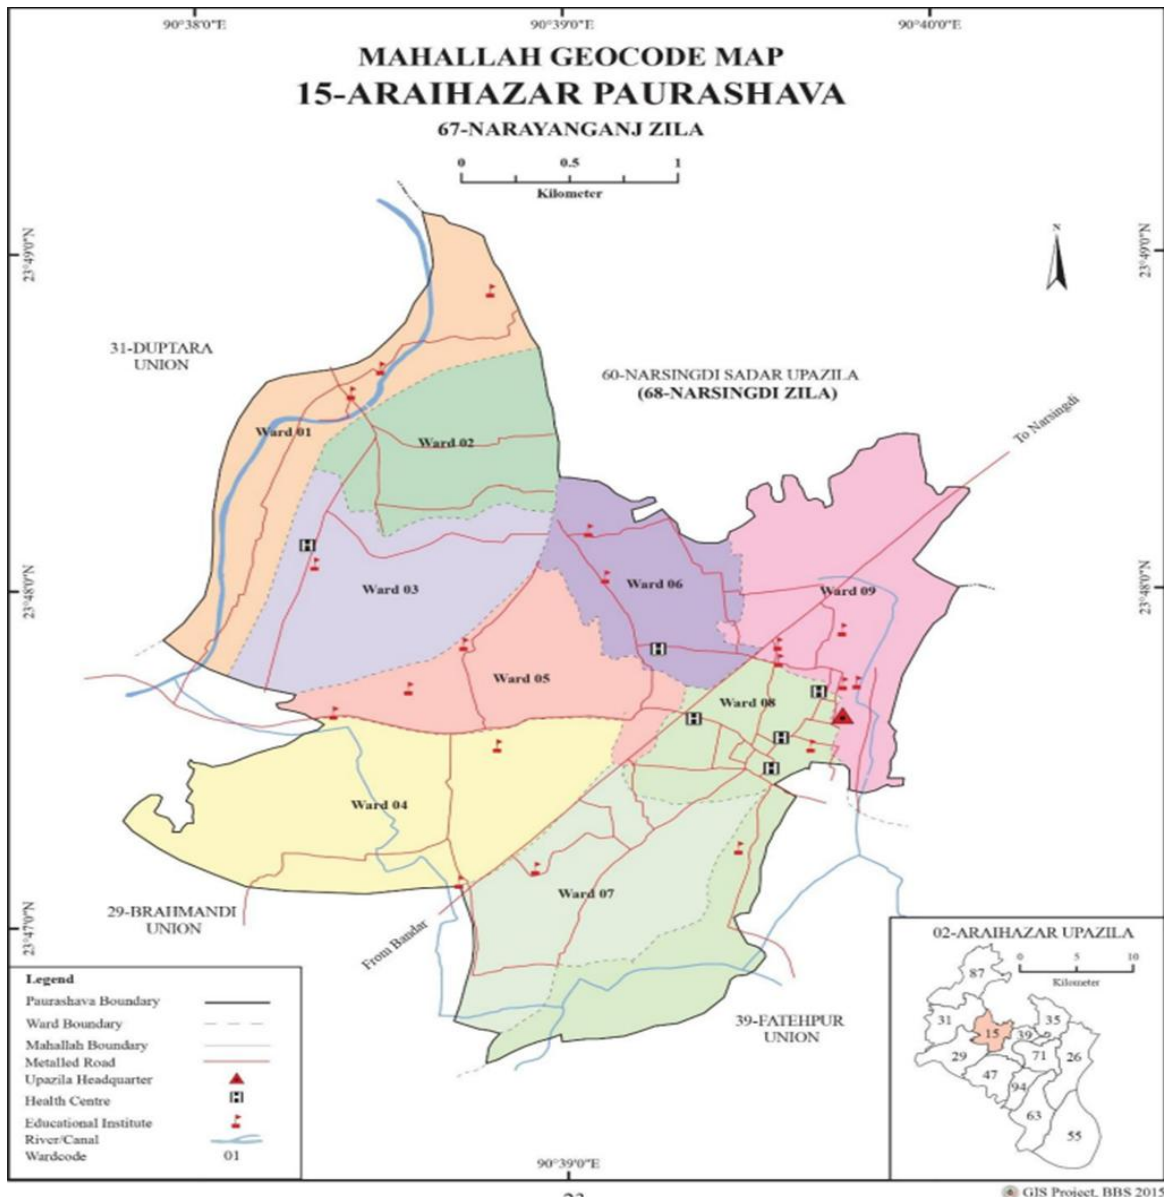 90°38'0"E
90°39'0"E
90°40'0"E
MAHALLAH GEOCODE MAP
15-ARAIHAZAR PAURASHAVA
67-NARAYANGANJ ZILA
0 0.5 1
Kilometer
N
23°49'0"N
23°49'0"N
31-DUPTARA
UNION
60-NARSINGDI SADAR UPAZILA
(68-NARSINGDI ZILA)
To Narsingdi
Ward 01
Ward 02
Ward 03
Ward 06
Ward 09
23°48'0"N
23°48'0"N
Ward 05
Ward 08
Ward 04
Ward 07
29-BRAHMANDI
UNION
From Bandar
23°47'0"N
39-FATEHPUR
UNION
Legend
Paurashava Boundary
Ward Boundary
Mahallah Boundary
Metalled Road
Upazila Headquarter
Health Centre
H
Educational Institute
River/Canal
Wardcode 01
02-ARAIHAZAR UPAZILA
0 5 10
Kilometer
87
31
15
39
35
29
71
26
47
94
63
55
90°39'0"E
GIS Project, BBS 2015